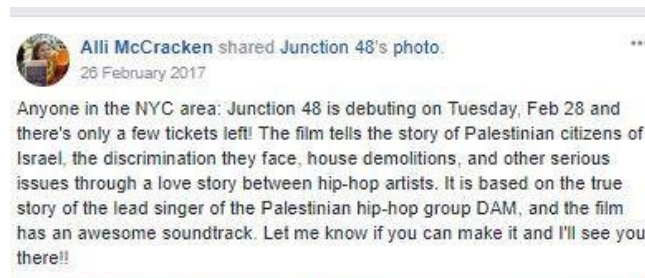 Alli McCracken shared Junction 48's photo.
26 February 2017
Anyone in the NYC area: Junction 48 is debuting on Tuesday, Feb 28 and
there's only a few tickets left! The film tells the story of Palestinian citizens of
Israel, the discrimination they face, house demolitions, and other serious
issues through a love story between hip-hop artists. It is based on the true
story of the lead singer of the Palestinian hip-hop group DAM, and the film
has an awesome soundtrack. Let me know if you can make it and I'll see you
there!!